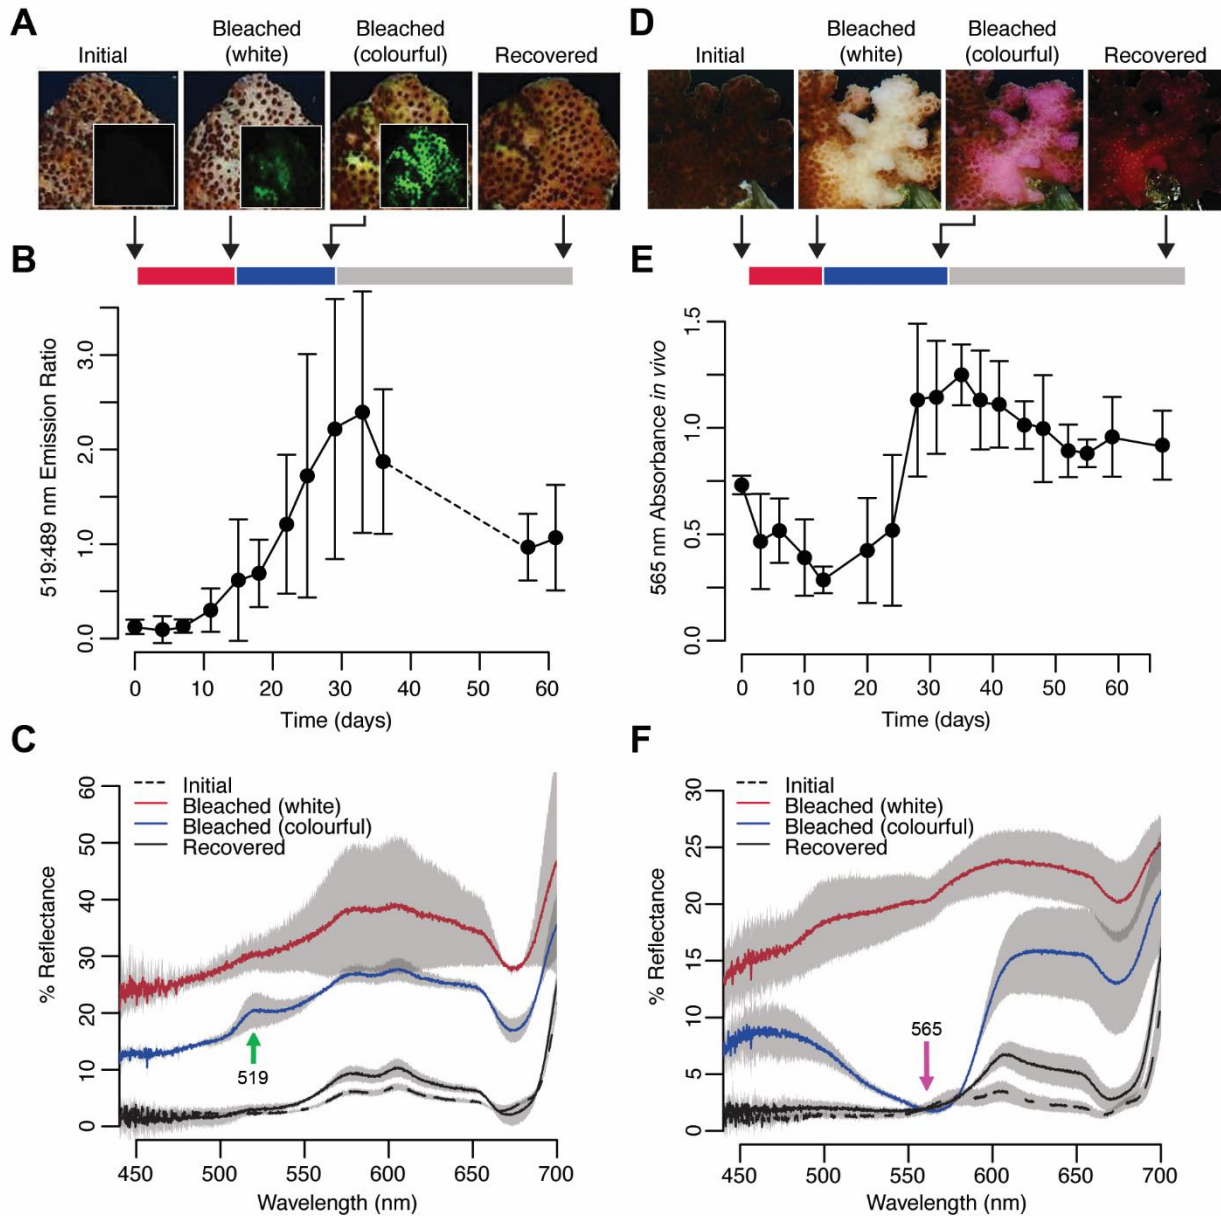 A
Initial
Bleached
(white)
Bleached
(colourful)
Recovered
B
519:489 nm Emission Ratio
3.0
2.0
1.0
0.0
0 10 20 30 40 50 60
Time (days)
C
% Reflectance
60
50
40
30
20
10
0
Initial
Bleached (white)
Bleached (colourful)
Recovered
519
450 500 550 600 650 700
Wavelength (nm)
D
Initial
Bleached
(white)
Bleached
(colourful)
Recovered
E
565 nm Absorbance in vivo
1.5
1.0
0.5
0.0
0 10 20 30 40 50 60
Time (days)
F
% Reflectance
30
25
20
15
10
5
0
Initial
Bleached (white)
Bleached (colourful)
Recovered
565
450 500 550 600 650 700
Wavelength (nm)